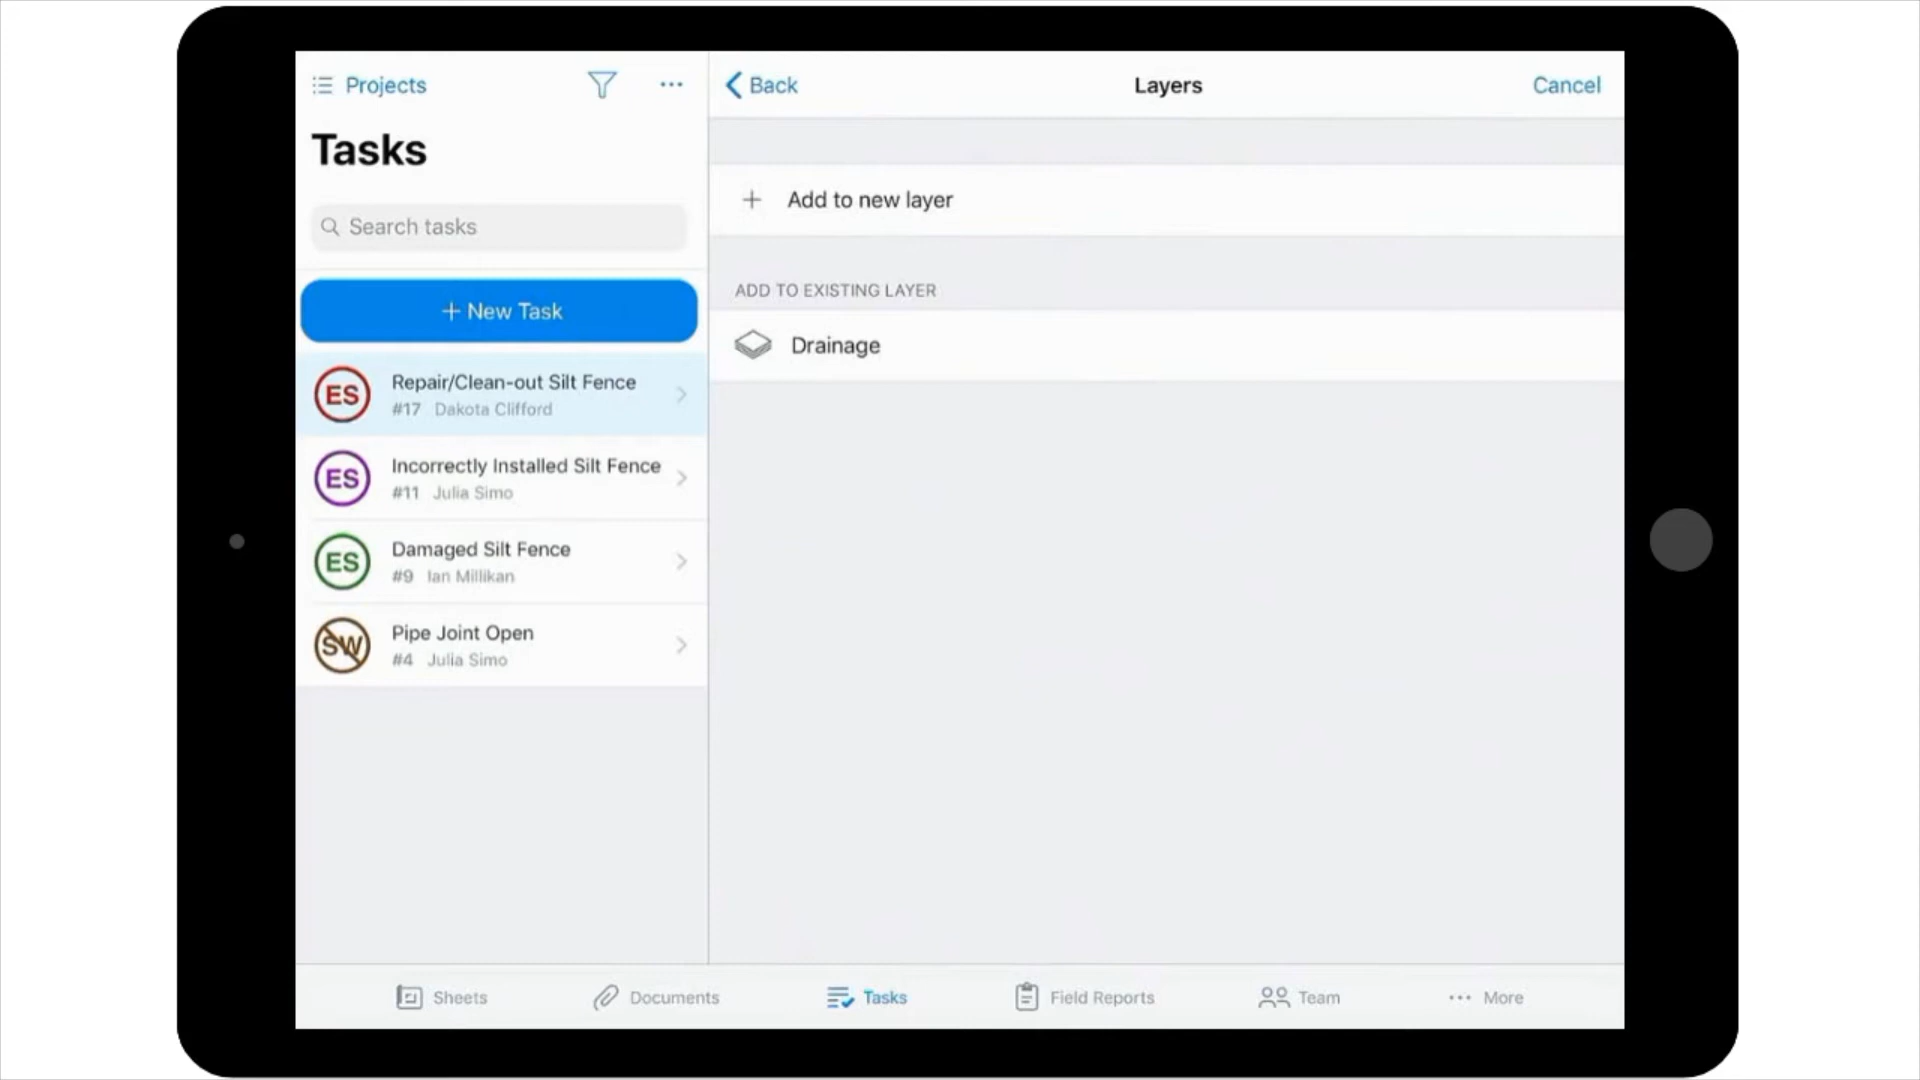 Projects
Tasks
Search tasks
+ New Task
ES
Repair/Clean-out Silt Fence
#17 Dakota Clifford
ES
Incorrectly Installed Silt Fence
#11 Julia Simo
ES
Damaged Silt Fence
#9 Ian Millikan
SW
Pipe Joint Open
#4 Julia Simo
Back
Layers
Cancel
+ Add to new layer
ADD TO EXISTING LAYER
Drainage
Sheets
Documents
Tasks
Field Reports
Team
More